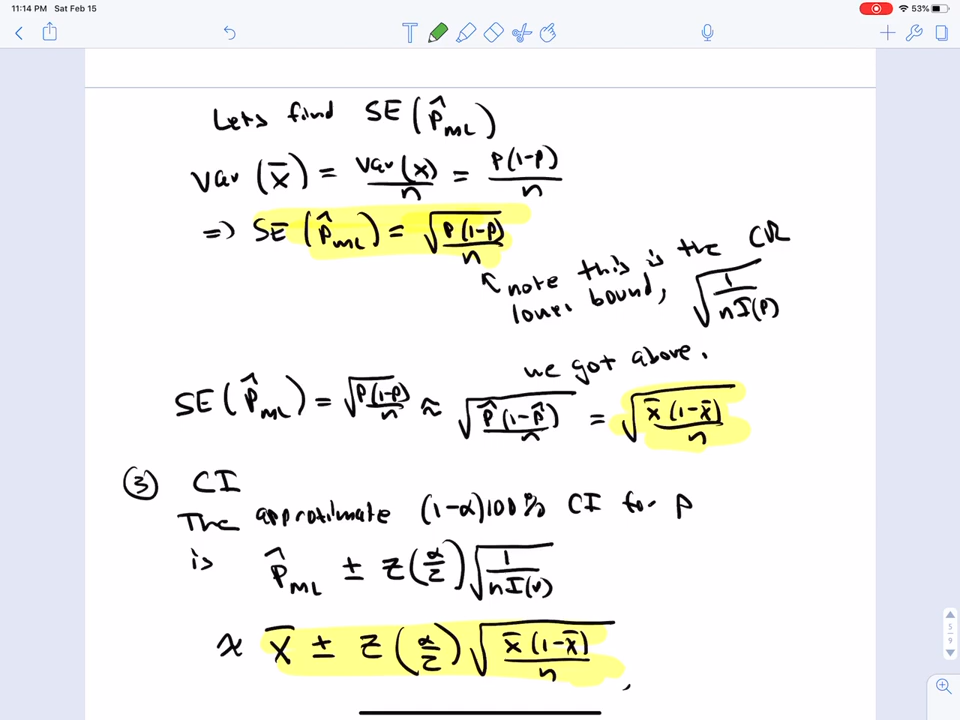 11:14 PM Sat Feb 15 53%
Lets find SE(p̂_ML)
Var(x̄) = Var(x)/n = p(1-p)/n
=> SE(p̂_ML) = √(p(1-p)/n)
note this is the CR
lower bound, √(1/(nI(p)))
we got above.
SE(p̂_ML) = √(p(1-p)/n) ≈ √(p̂(1-p̂)/n) = √(x̄(1-x̄)/n)
③ CI
The approximate (1-α)100% CI for p
is p̂_ML ± z(α/2)√(1/(nI(p)))
≈ x̄ ± z(α/2)√(x̄(1-x̄)/n) ,
5
9